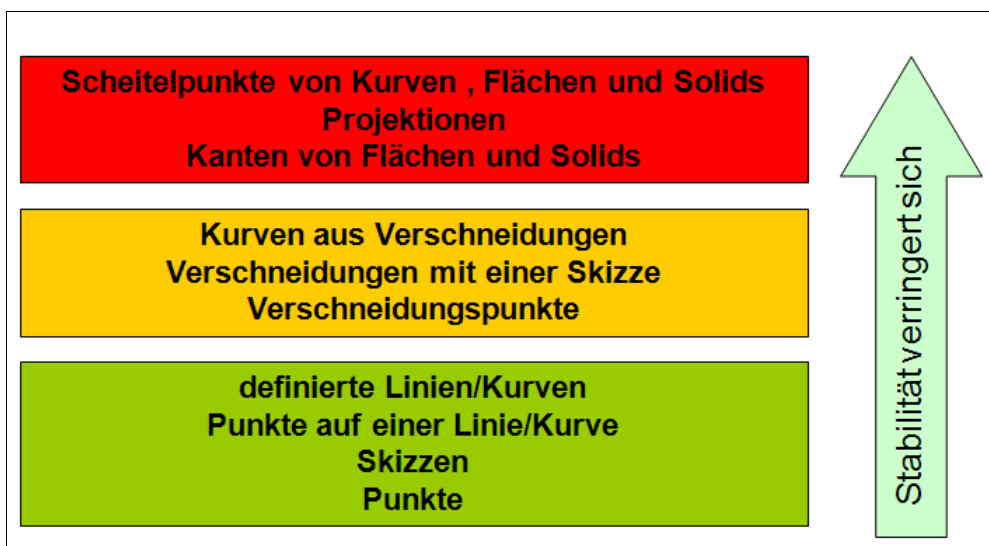 Scheitelpunkte von Kurven , Flächen und Solids
Projektionen
Kanten von Flächen und Solids
Kurven aus Verschneidungen
Verschneidungen mit einer Skizze
Verschneidungspunkte
definierte Linien/Kurven
Punkte auf einer Linie/Kurve
Skizzen
Punkte
Stabilität verringert sich